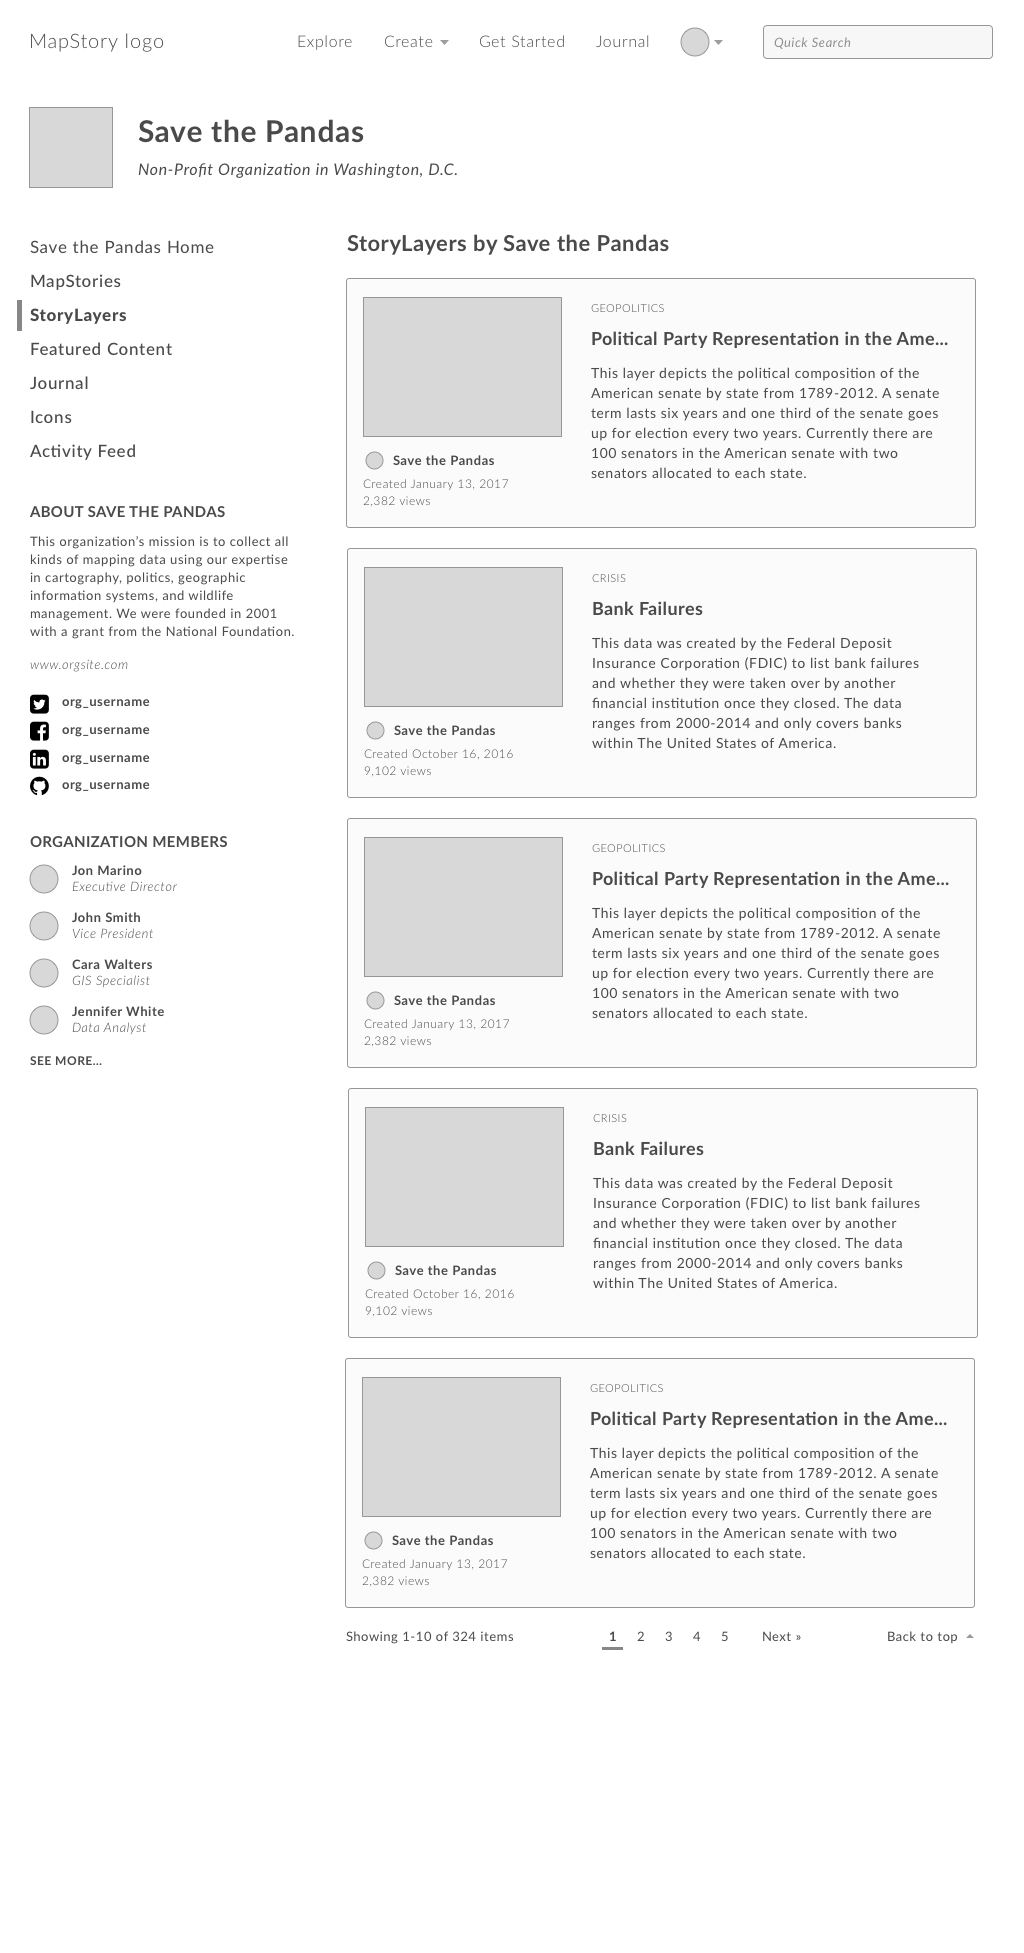 MapStory logo
Explore
Create
Get Started
Journal
Quick Search
Save the Pandas
Non-Profit Organization in Washington, D.C.
Save the Pandas Home
MapStories
StoryLayers
Featured Content
Journal
Icons
Activity Feed
ABOUT SAVE THE PANDAS
This organization’s mission is to collect all
kinds of mapping data using our expertise
in cartography, politics, geographic
information systems, and wildlife
management. We were founded in 2001
with a grant from the National Foundation.
www.orgsite.com
org_username
org_username
org_username
org_username
ORGANIZATION MEMBERS
Jon Marino
Executive Director
John Smith
Vice President
Cara Walters
GIS Specialist
Jennifer White
Data Analyst
SEE MORE...
StoryLayers by Save the Pandas
GEOPOLITICS
Political Party Representation in the Ame...
This layer depicts the political composition of the
American senate by state from 1789-2012. A senate
term lasts six years and one third of the senate goes
up for election every two years. Currently there are
100 senators in the American senate with two
senators allocated to each state.
Save the Pandas
Created January 13, 2017
2,382 views
CRISIS
Bank Failures
This data was created by the Federal Deposit
Insurance Corporation (FDIC) to list bank failures
and whether they were taken over by another
financial institution once they closed. The data
ranges from 2000-2014 and only covers banks
within The United States of America.
Save the Pandas
Created October 16, 2016
9,102 views
GEOPOLITICS
Political Party Representation in the Ame...
This layer depicts the political composition of the
American senate by state from 1789-2012. A senate
term lasts six years and one third of the senate goes
up for election every two years. Currently there are
100 senators in the American senate with two
senators allocated to each state.
Save the Pandas
Created January 13, 2017
2,382 views
CRISIS
Bank Failures
This data was created by the Federal Deposit
Insurance Corporation (FDIC) to list bank failures
and whether they were taken over by another
financial institution once they closed. The data
ranges from 2000-2014 and only covers banks
within The United States of America.
Save the Pandas
Created October 16, 2016
9,102 views
GEOPOLITICS
Political Party Representation in the Ame...
This layer depicts the political composition of the
American senate by state from 1789-2012. A senate
term lasts six years and one third of the senate goes
up for election every two years. Currently there are
100 senators in the American senate with two
senators allocated to each state.
Save the Pandas
Created January 13, 2017
2,382 views
Showing 1-10 of 324 items
1 2 3 4 5 Next »
Back to top